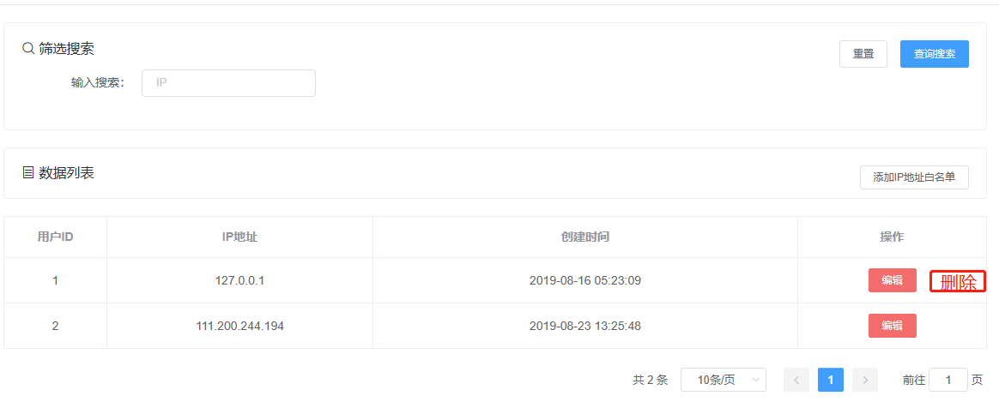 筛选搜索
重置 查询搜索
输入搜索： IP
数据列表
添加IP地址白名单
用户ID IP地址 创建时间 操作
1 127.0.0.1 2019-08-16 05:23:09 编辑 删除
2 111.200.244.194 2019-08-23 13:25:48 编辑
共 2 条 10条/页 1 前往 1 页